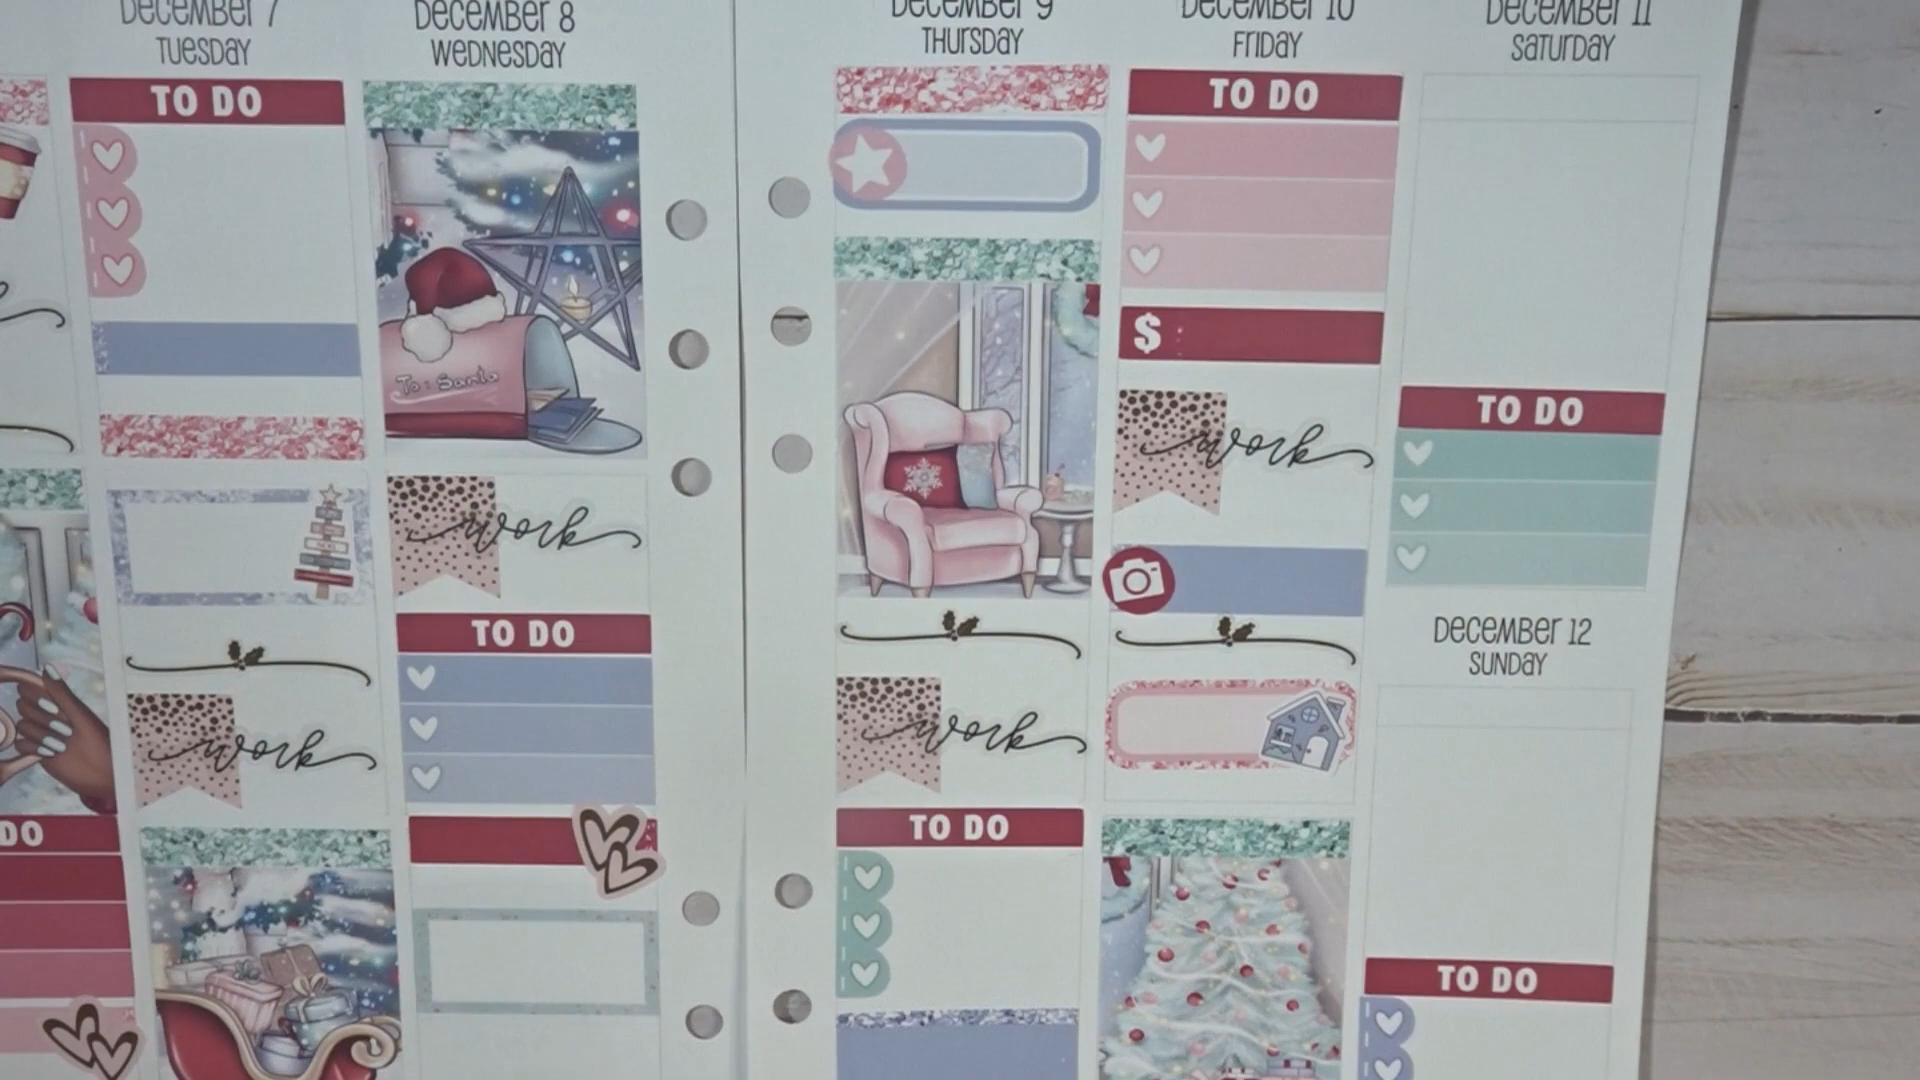 December 7
Tuesday
TO DO
work
December 8
Wednesday
To: Santa
work
TO DO
DO
December 9
Thursday
work
TO DO
December 10
Friday
TO DO
$ :
work
December 11
Saturday
TO DO
December 12
Sunday
TO DO